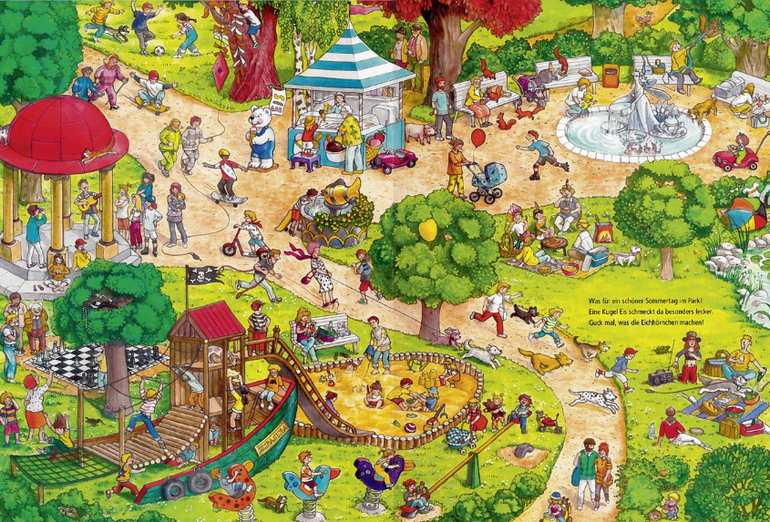 Was für ein schöner Sommertag im Park!
Eine Kugel Eis schmeckt da besonders lecker.
Guck mal, was die Eichhörnchen machen!